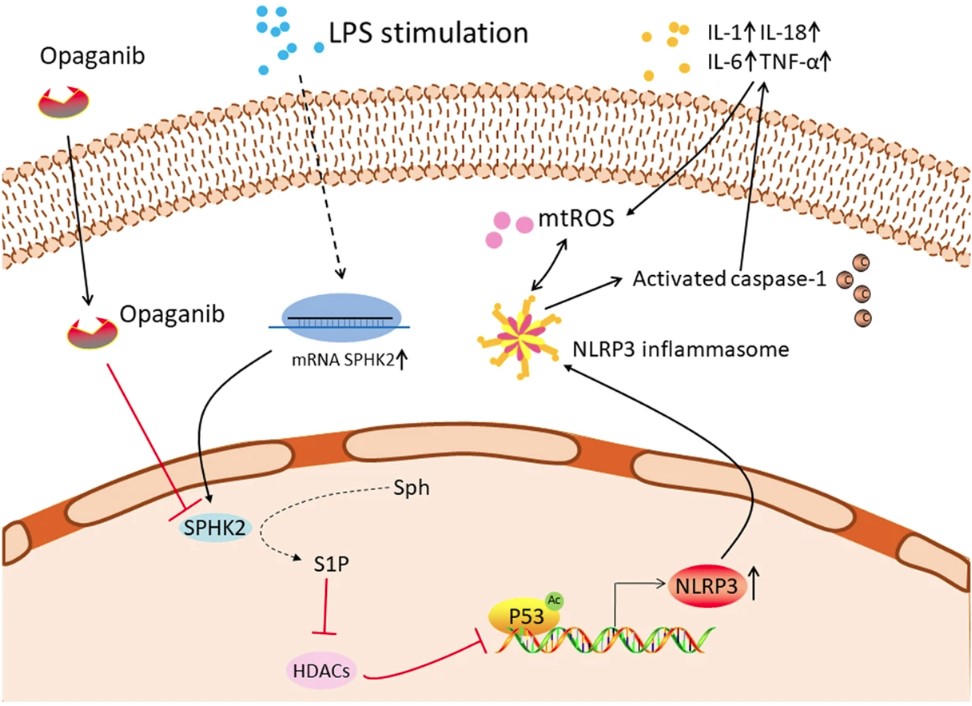 Opaganib
LPS stimulation
IL-1↑ IL-18↑
IL-6↑ TNF-α↑
mtROS
Activated caspase-1
C
C
C
C
Opaganib
mRNA SPHK2↑
NLRP3 inflammasome
Sph
SPHK2
S1P
NLRP3↑
Ac
P53
HDACs